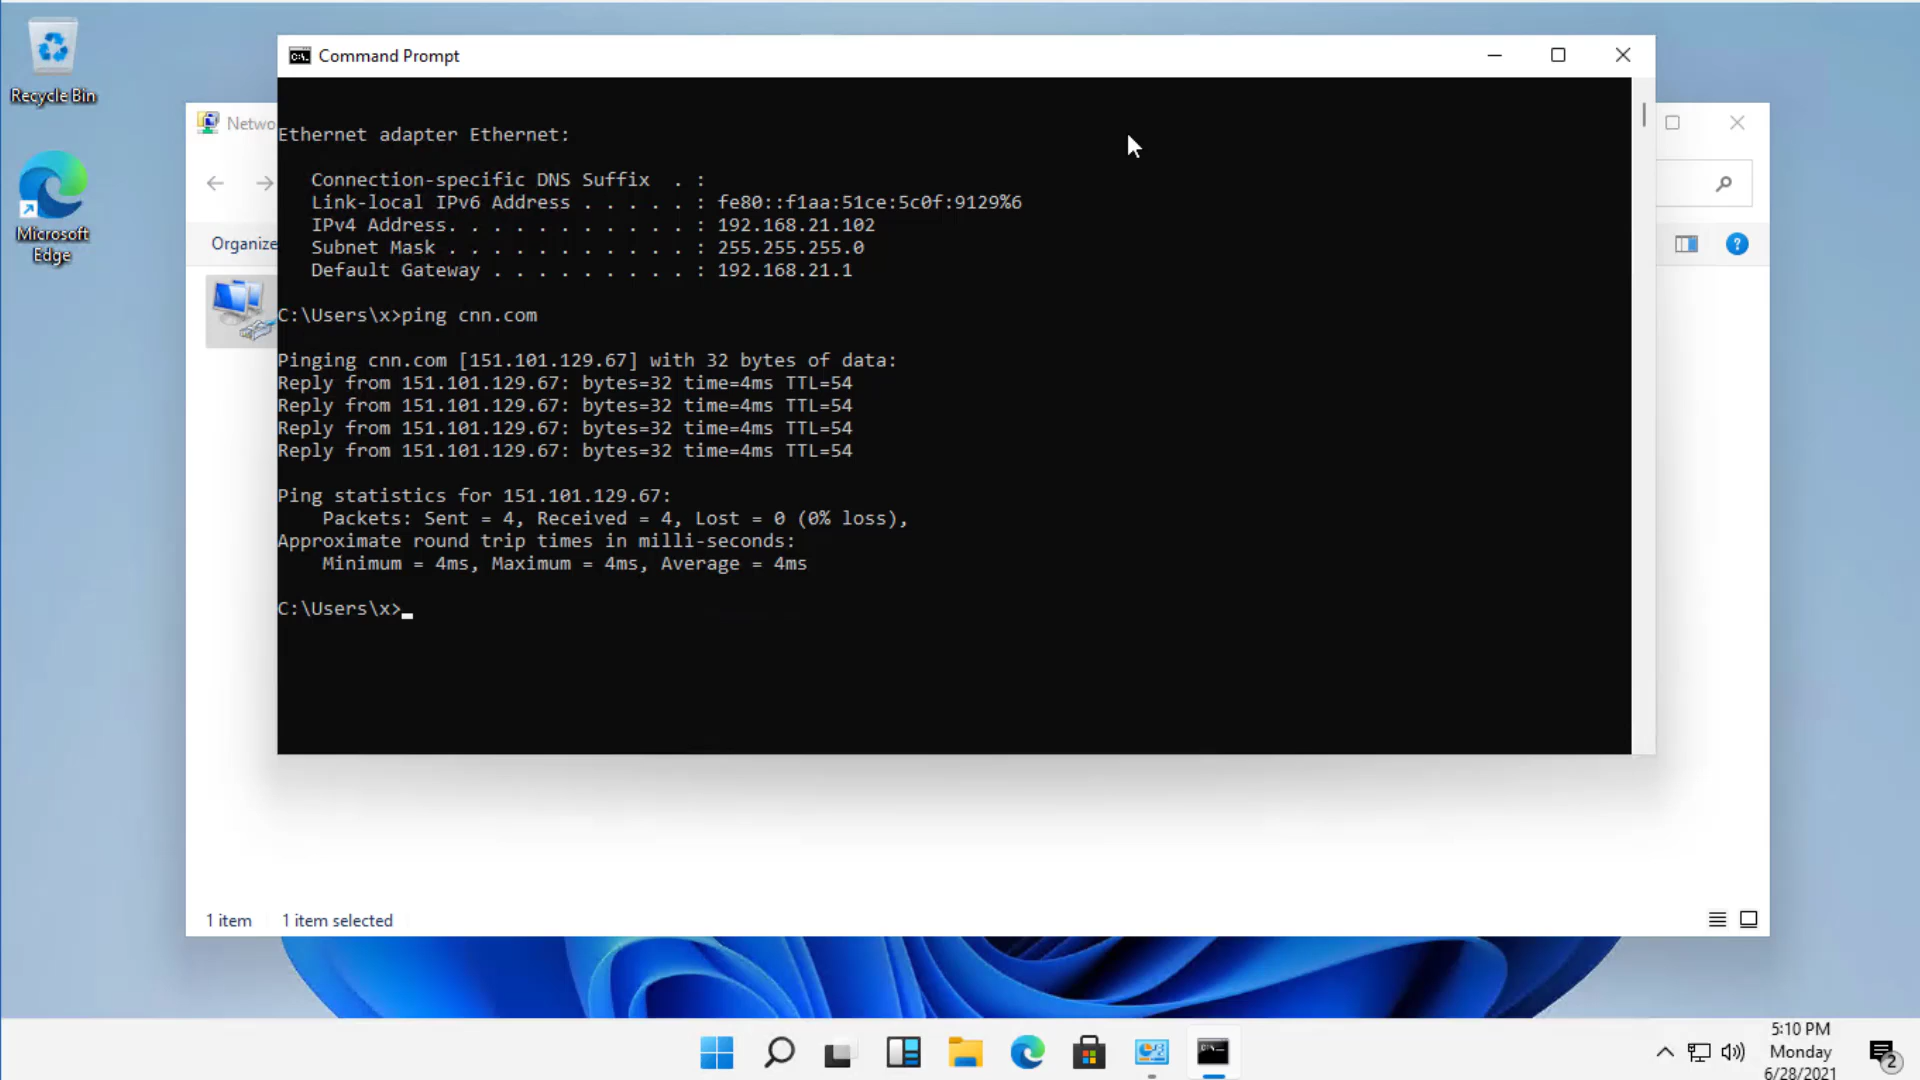 Recycle Bin
Microsoft
Edge
Command Prompt
Netwo
Organize
Ethernet adapter Ethernet:
Connection-specific DNS Suffix . :
Link-local IPv6 Address . . . . . : fe80::f1aa:51ce:5c0f:9129%6
IPv4 Address. . . . . . . . . . . : 192.168.21.102
Subnet Mask . . . . . . . . . . . : 255.255.255.0
Default Gateway . . . . . . . . . : 192.168.21.1
C:\Users\x>ping cnn.com
Pinging cnn.com [151.101.129.67] with 32 bytes of data:
Reply from 151.101.129.67: bytes=32 time=4ms TTL=54
Reply from 151.101.129.67: bytes=32 time=4ms TTL=54
Reply from 151.101.129.67: bytes=32 time=4ms TTL=54
Reply from 151.101.129.67: bytes=32 time=4ms TTL=54
Ping statistics for 151.101.129.67:
Packets: Sent = 4, Received = 4, Lost = 0 (0% loss),
Approximate round trip times in milli-seconds:
Minimum = 4ms, Maximum = 4ms, Average = 4ms
C:\Users\x>
1 item 1 item selected
5:10 PM
Monday
6/28/2021
2